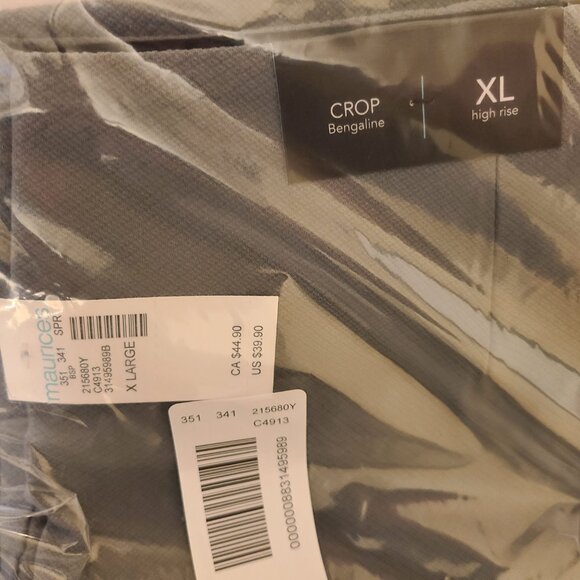 CROP
Bengaline
XL
high rise
maurices
351 341 SPR
BSP
215680Y
C4913
31495989B
X LARGE
CA $44.90
US $39.90
351 341 215680Y
C4913
0000008831495989